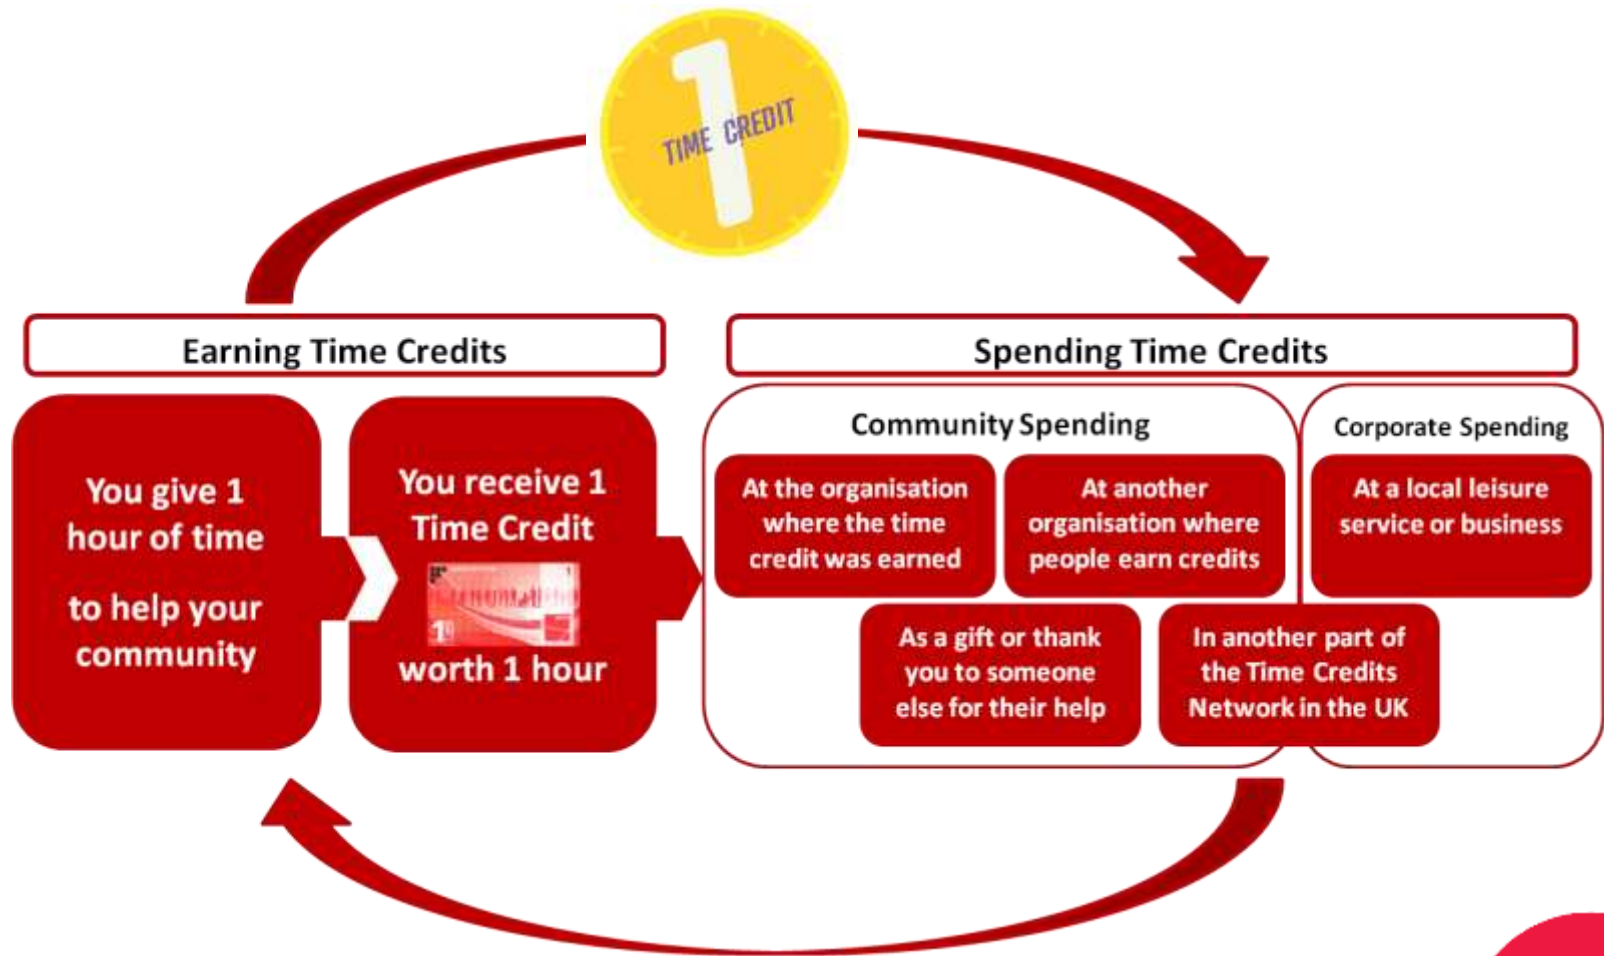 1
TIME CREDIT
Earning Time Credits
You give 1
hour of time
to help your
community
You receive 1
Time Credit
1
worth 1 hour
Spending Time Credits
Community Spending
At the organisation
where the time
credit was earned
At another
organisation where
people earn credits
As a gift or thank
you to someone
else for their help
In another part of
the Time Credits
Network in the UK
Corporate Spending
At a local leisure
service or business